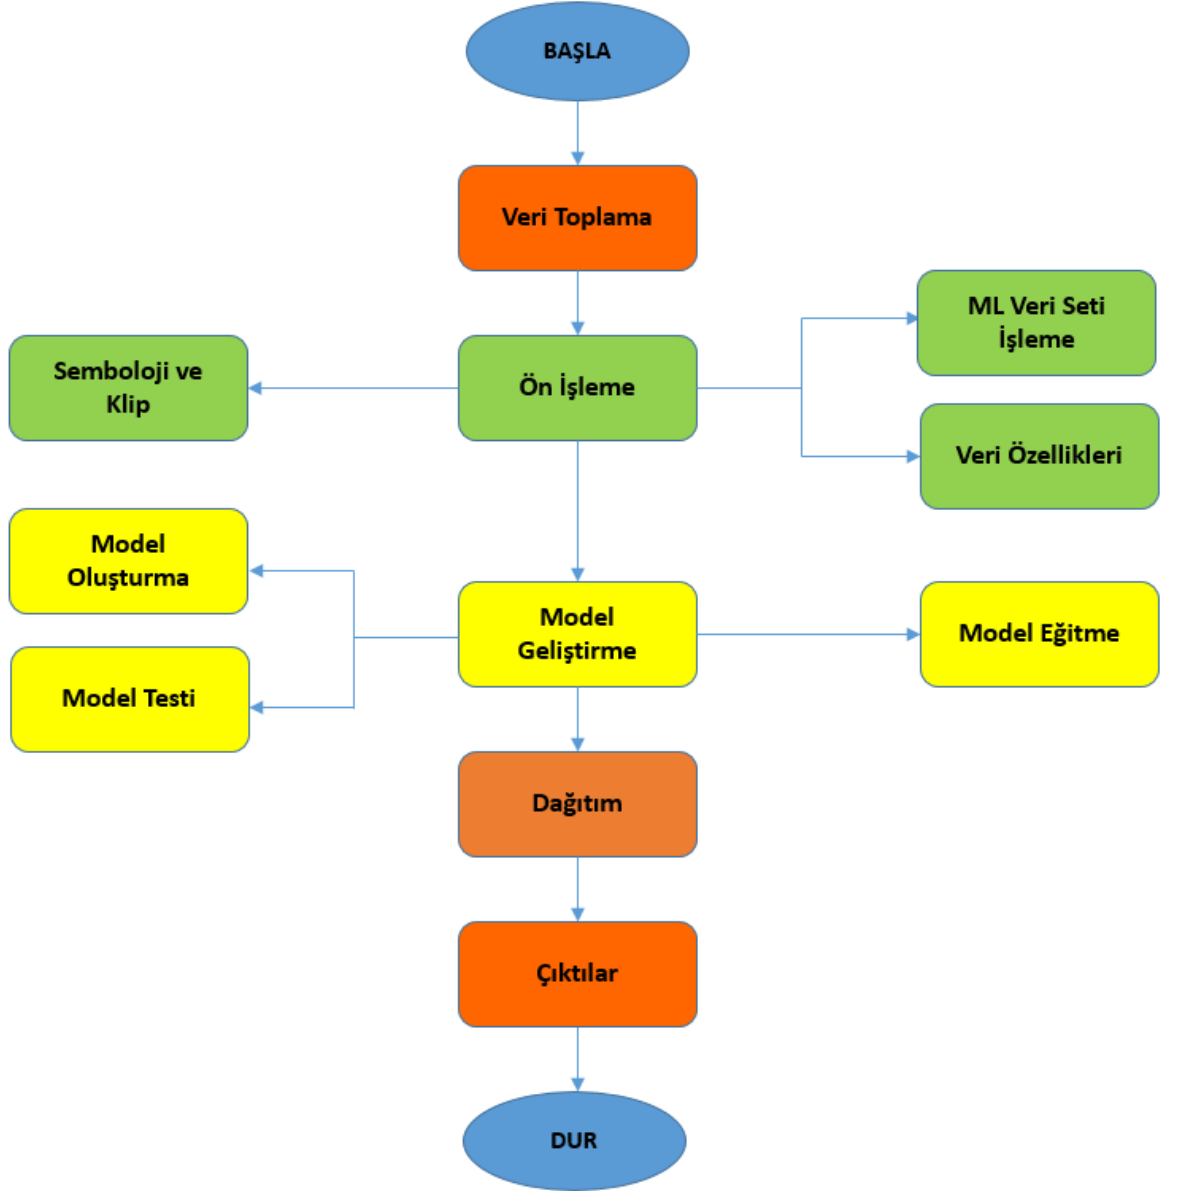 BAŞLA
Veri Toplama
ML Veri Seti
İşleme
Semboloji ve
Klip
Ön İşleme
Veri Özellikleri
Model
Oluşturma
Model
Geliştirme
Model Eğitme
Model Testi
Dağıtım
Çıktılar
DUR